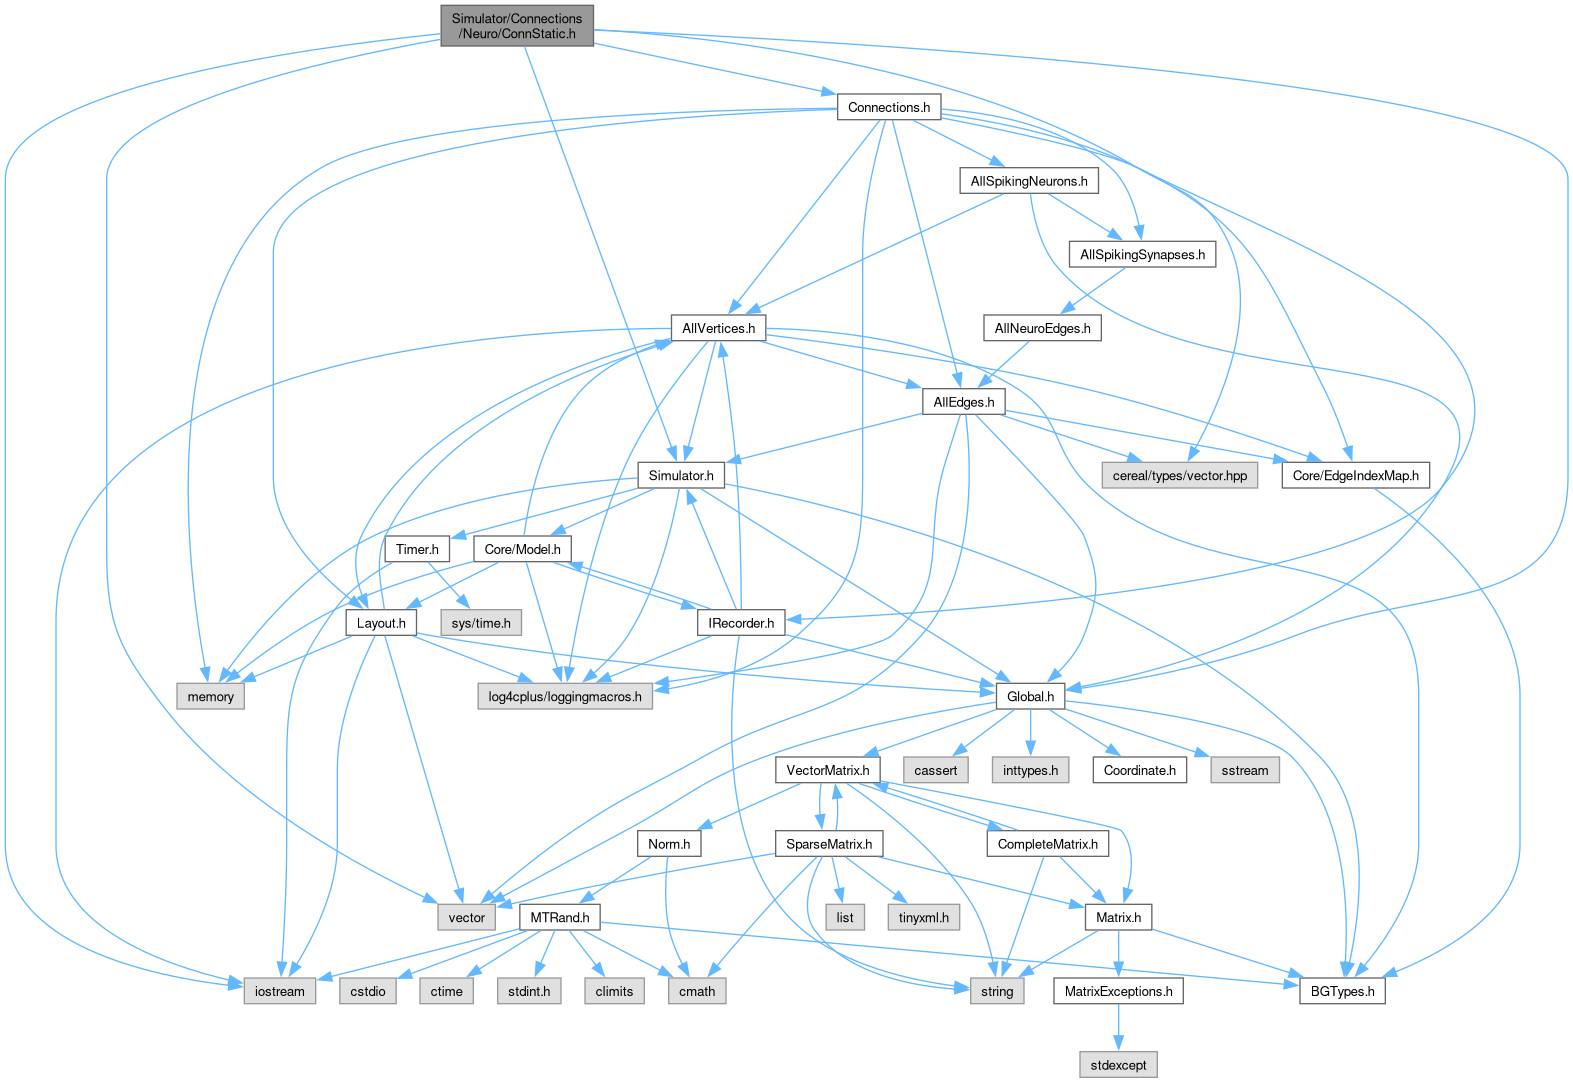 Simulator/Connections
/Neuro/ConnStatic.h
Connections.h
AllSpikingNeurons.h
AllSpikingSynapses.h
AllVertices.h
AllNeuroEdges.h
AllEdges.h
Simulator.h
cereal/types/vector.hpp
Core/EdgeIndexMap.h
Timer.h
Core/Model.h
Layout.h
sys/time.h
IRecorder.h
memory
log4cplus/loggingmacros.h
Global.h
VectorMatrix.h
cassert
inttypes.h
Coordinate.h
sstream
Norm.h
SparseMatrix.h
CompleteMatrix.h
vector
MTRand.h
list
tinyxml.h
Matrix.h
iostream
cstdio
ctime
stdint.h
climits
cmath
string
MatrixExceptions.h
BGTypes.h
stdexcept